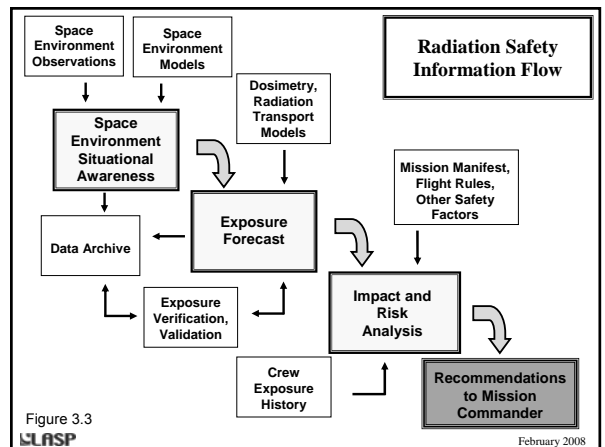 Space
Environment
Observations
Space
Environment
Models
Radiation Safety
Information Flow
Dosimetry,
Radiation
Transport
Models
Space
Environment
Situational
Awareness
Mission Manifest,
Flight Rules,
Other Safety
Factors
Exposure
Forecast
Data Archive
Impact and
Risk
Analysis
Exposure
Verification,
Validation
Crew
Exposure
History
Recommendations
to Mission
Commander
Figure 3.3
CLASP
February 2008